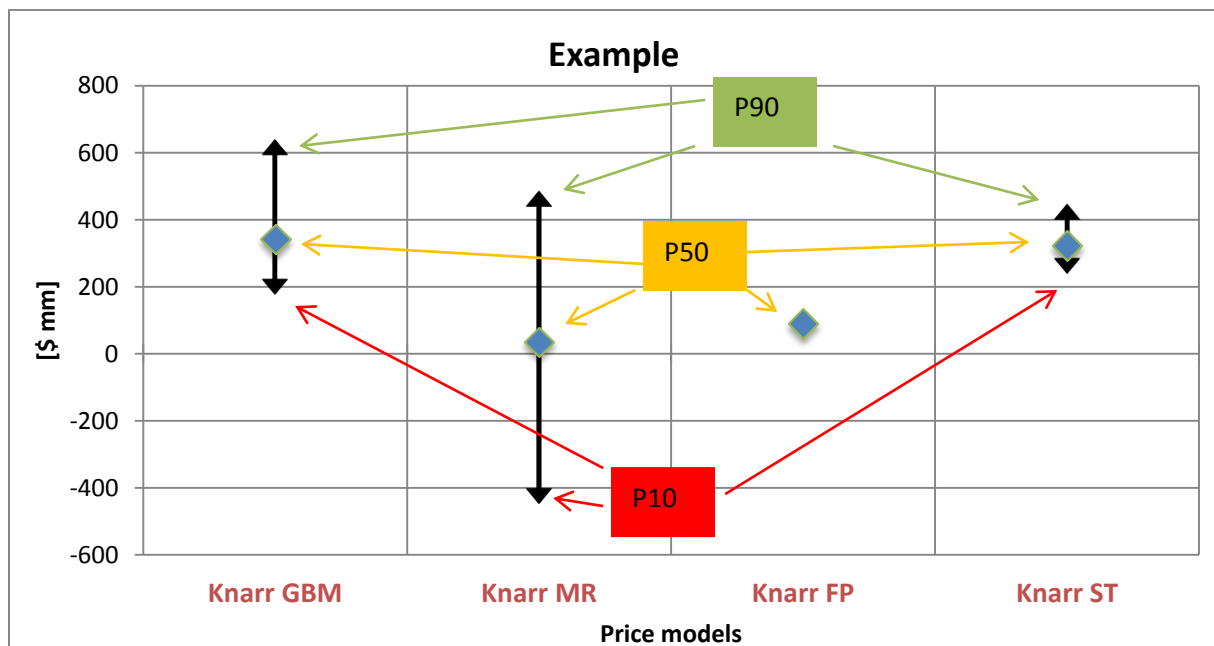 Example
800
600
400
200
0
-200
-400
-600
[$ mm]
P90
P50
P10
Knarr GBM
Knarr MR
Knarr FP
Knarr ST
Price models